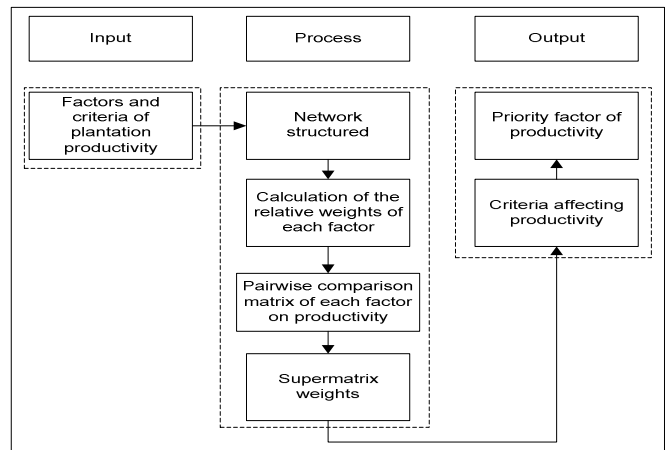 Input
Process
Output
Factors and
criteria of
plantation
productivity
Network
structured
Calculation of the
relative weights of
each factor
Pairwise comparison
matrix of each factor
on productivity
Supermatrix
weights
Priority factor of
productivity
Criteria affecting
productivity